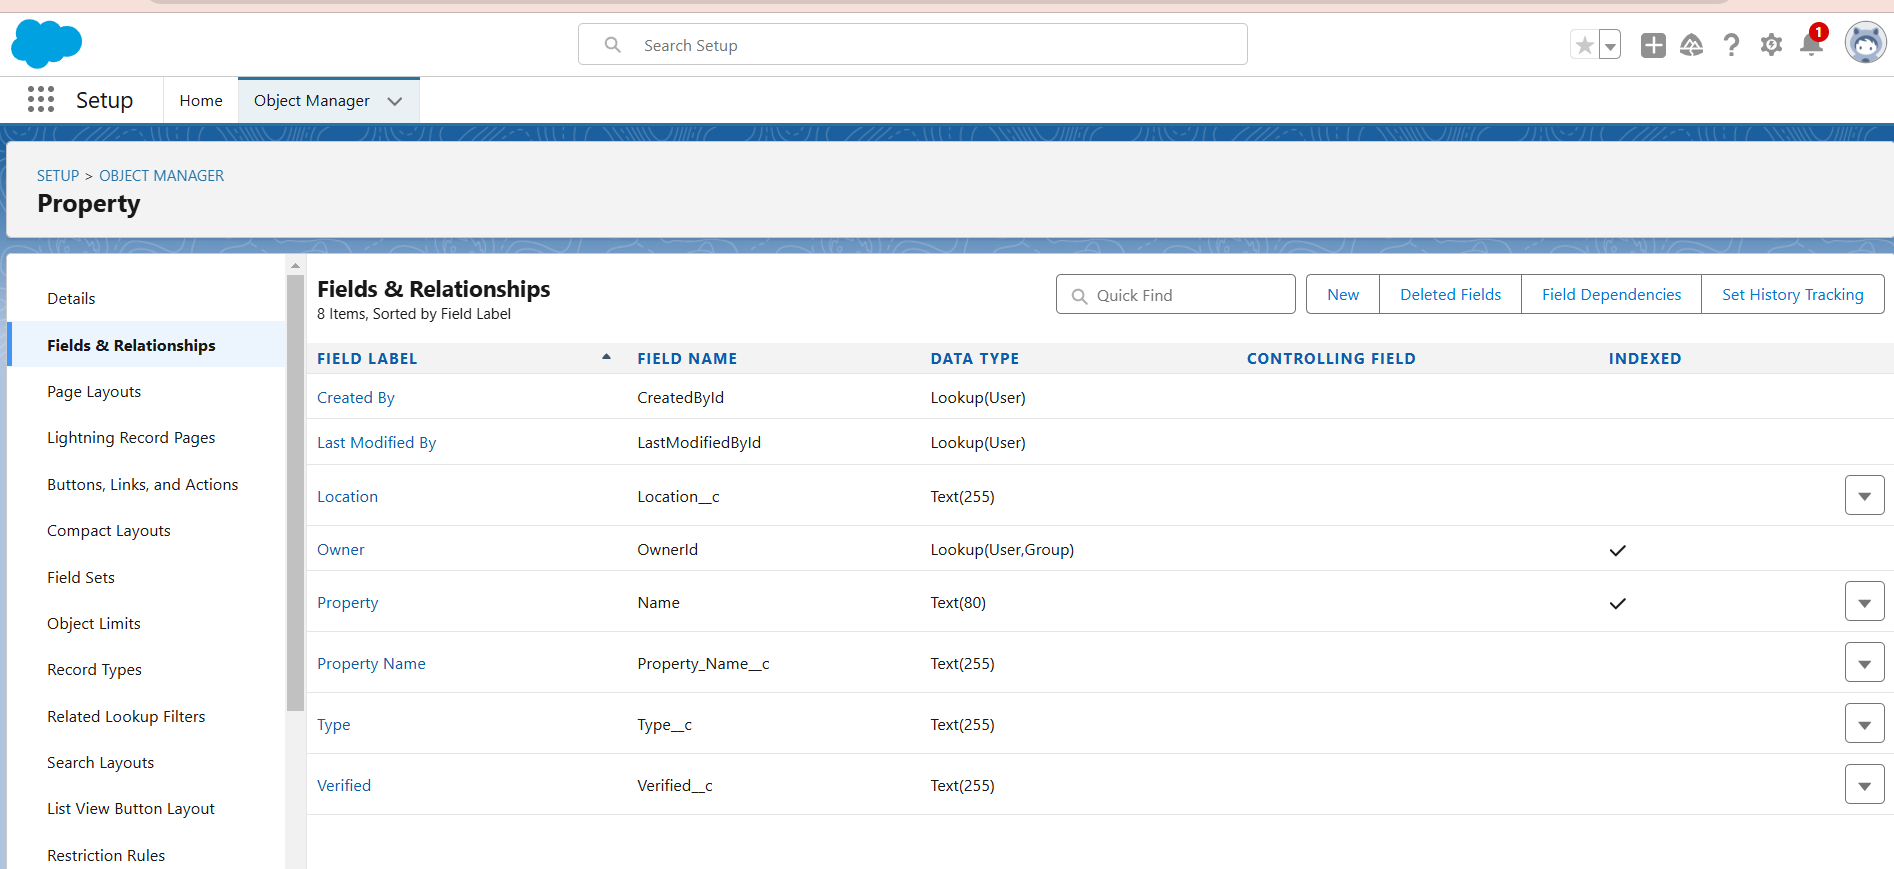 Search Setup
1
Setup
Home
Object Manager
SETUP > OBJECT MANAGER
Property
Details
Fields & Relationships
Page Layouts
Lightning Record Pages
Buttons, Links, and Actions
Compact Layouts
Field Sets
Object Limits
Record Types
Related Lookup Filters
Search Layouts
List View Button Layout
Restriction Rules
Fields & Relationships
8 Items, Sorted by Field Label
Quick Find
New
Deleted Fields
Field Dependencies
Set History Tracking
FIELD LABEL FIELD NAME DATA TYPE CONTROLLING FIELD INDEXED
Created By CreatedById Lookup(User)
Last Modified By LastModifiedById Lookup(User)
Location Location__c Text(255)
Owner OwnerId Lookup(User,Group)
Property Name Text(80)
Property Name Property_Name__c Text(255)
Type Type__c Text(255)
Verified Verified__c Text(255)